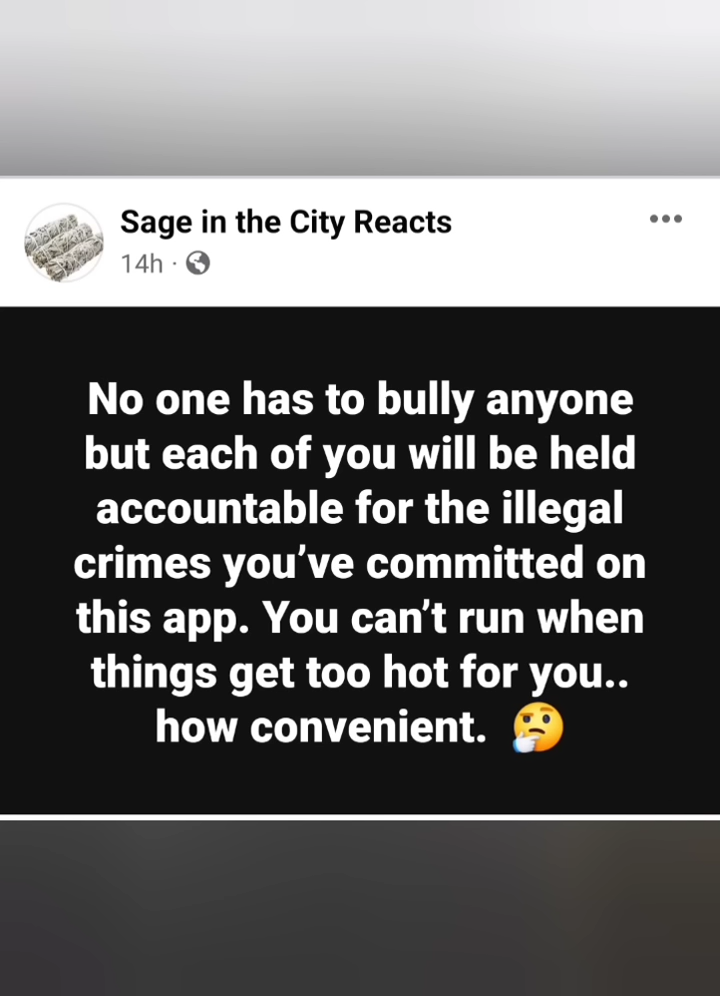 Sage in the City Reacts
14h ·
No one has to bully anyone
but each of you will be held
accountable for the illegal
crimes you’ve committed on
this app. You can’t run when
things get too hot for you..
how convenient. 🤔